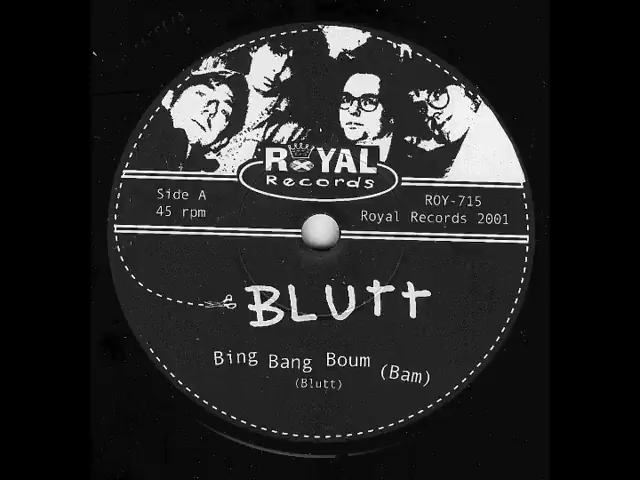 ROYAL
Records
Side A
45 rpm
ROY-715
Royal Records 2001
BLUtt
Bing Bang Boum (Bam)
(Blutt)